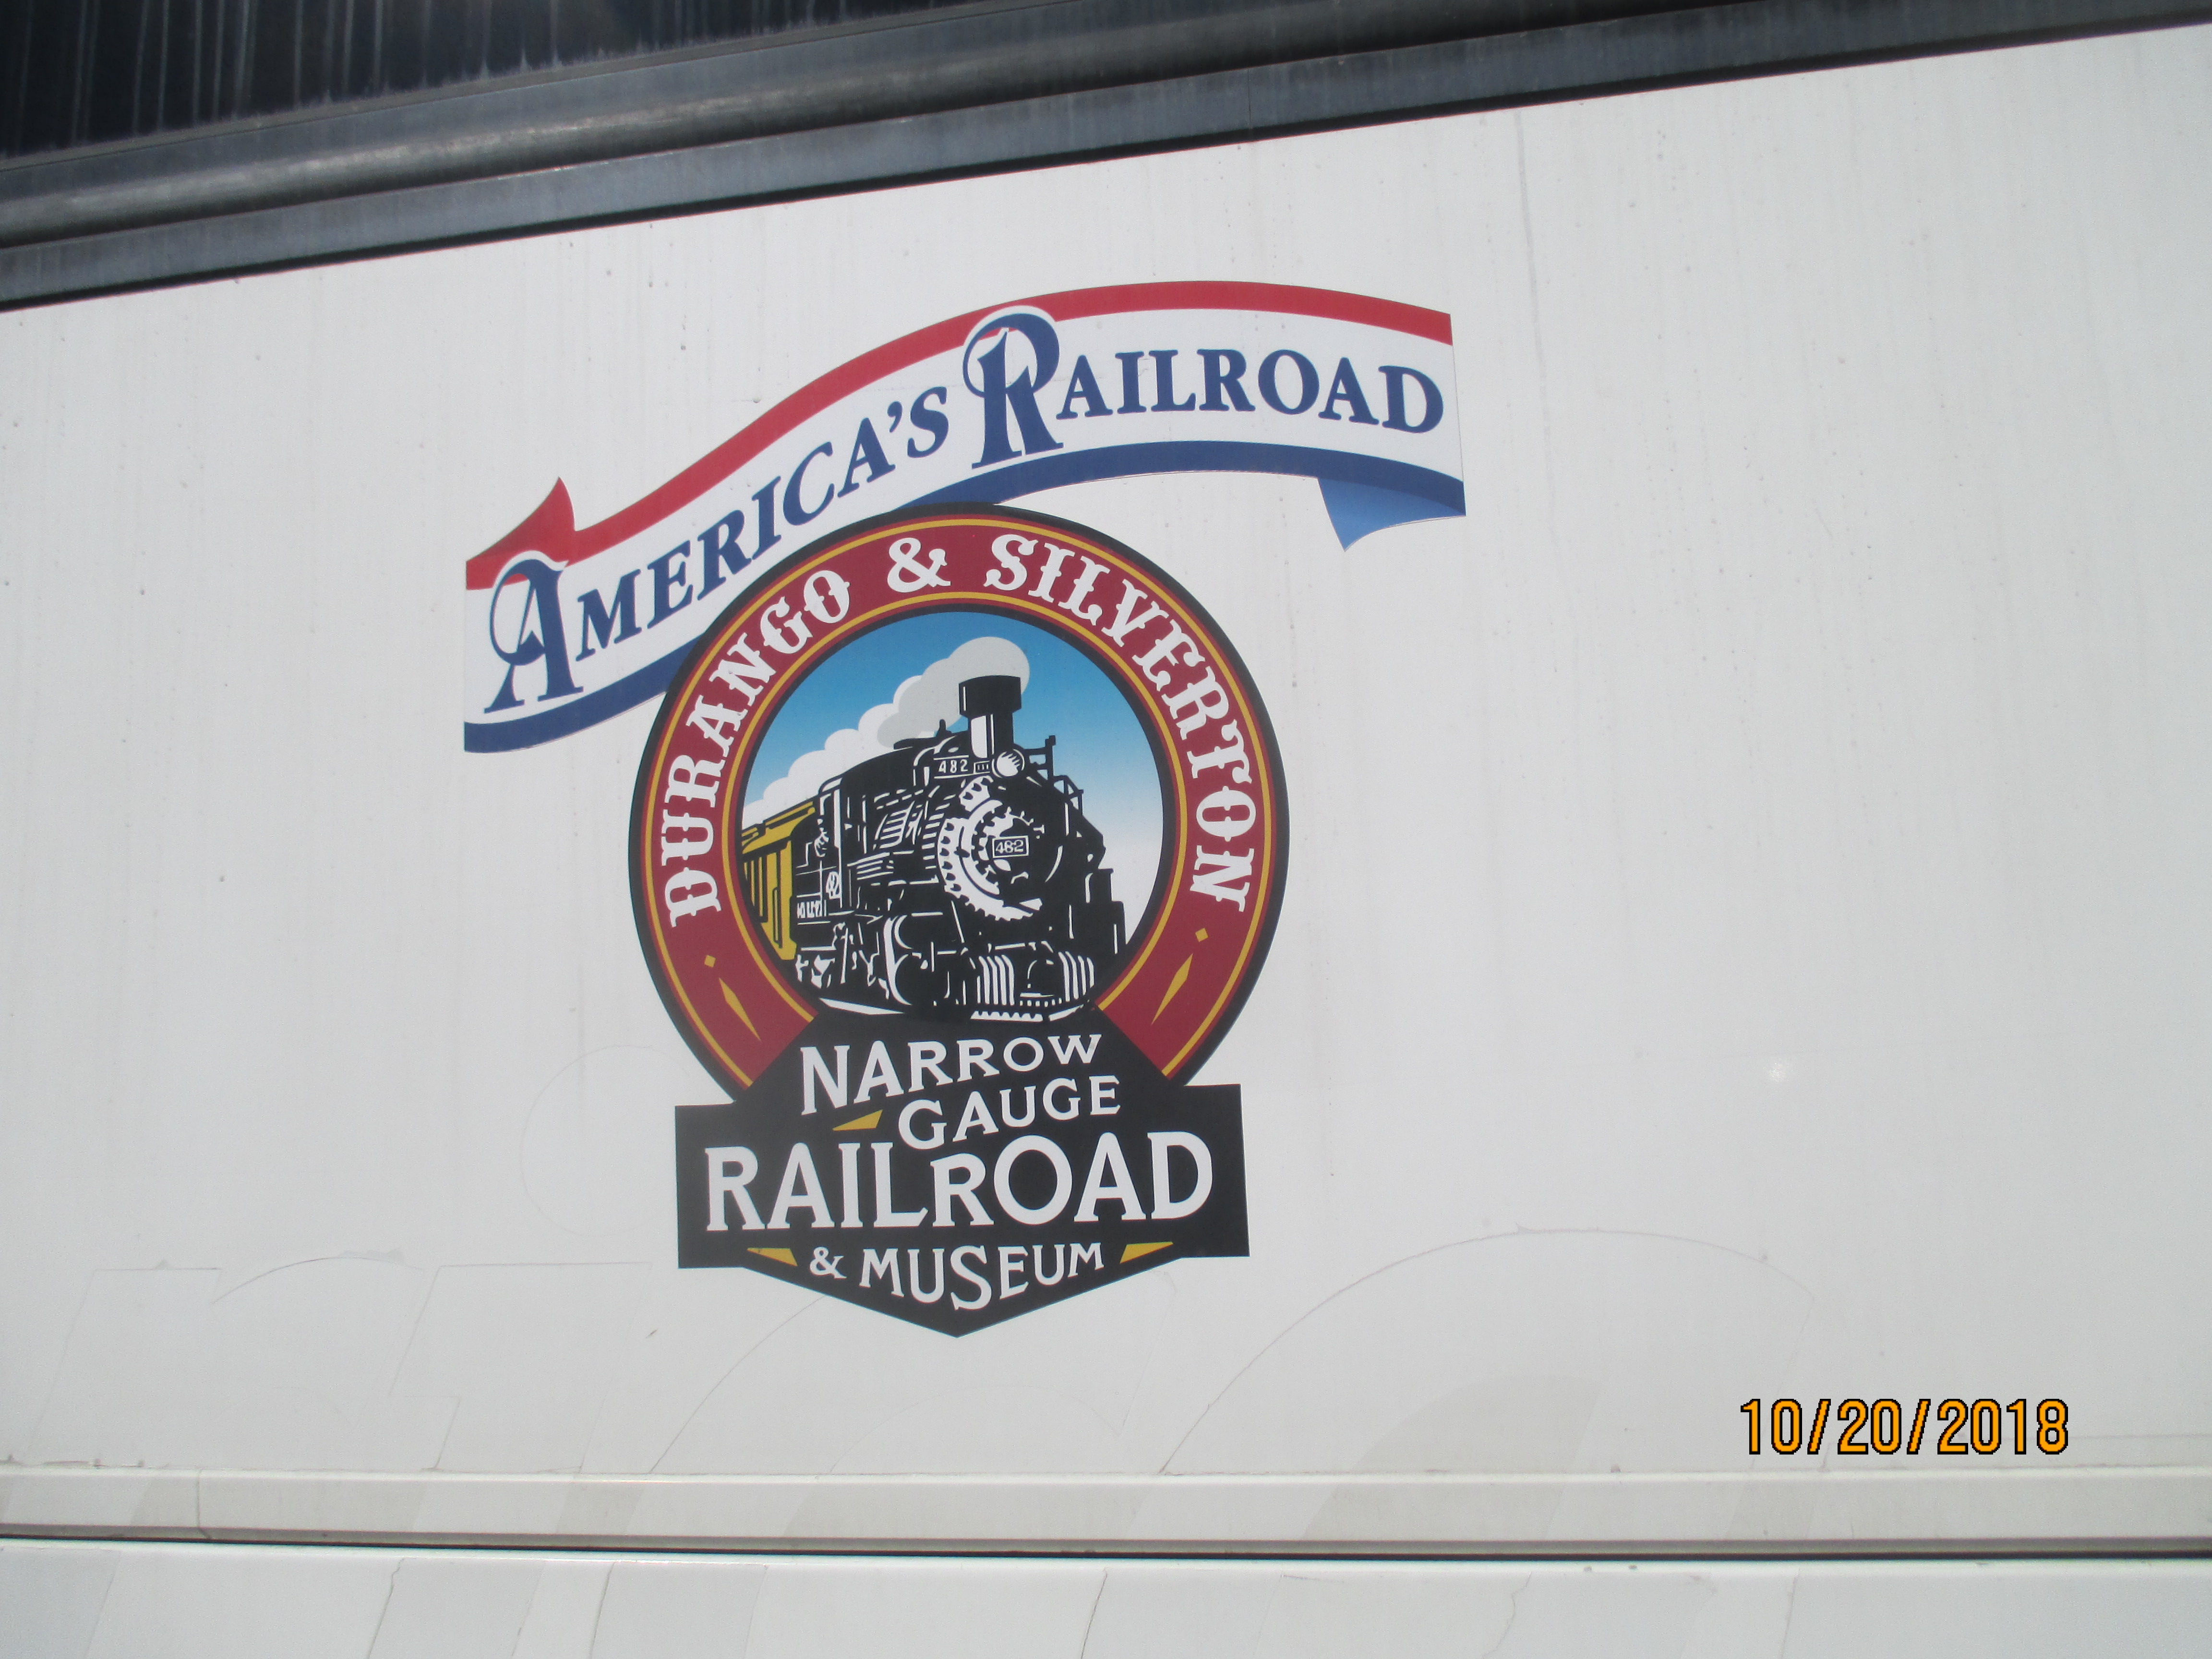 AMERICA'S RAILROAD
DURANGO & SILVERTON
482
482
NARROW
GAUGE
RAILROAD
& MUSEUM
10/20/2018